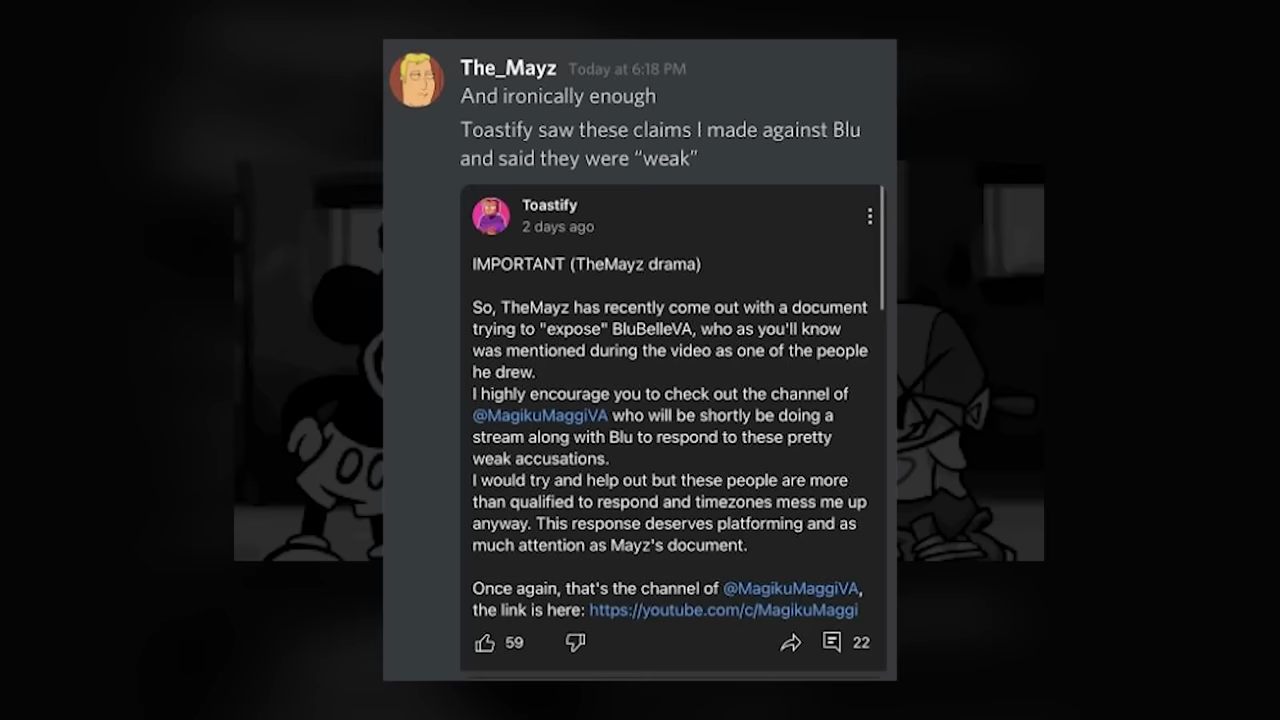 The_Mayz Today at 6:18 PM
And ironically enough
Toastify saw these claims I made against Blu
and said they were “weak”
Toastify
2 days ago
IMPORTANT (TheMayz drama)
So, TheMayz has recently come out with a document
trying to "expose" BluBelleVA, who as you'll know
was mentioned during the video as one of the people
he drew.
I highly encourage you to check out the channel of
@MagikuMaggiVA who will be shortly be doing a
stream along with Blu to respond to these pretty
weak accusations.
I would try and help out but these people are more
than qualified to respond and timezones mess me up
anyway. This response deserves platforming and as
much attention as Mayz's document.
Once again, that's the channel of @MagikuMaggiVA,
the link is here: https://youtube.com/c/MagikuMaggi
59 22